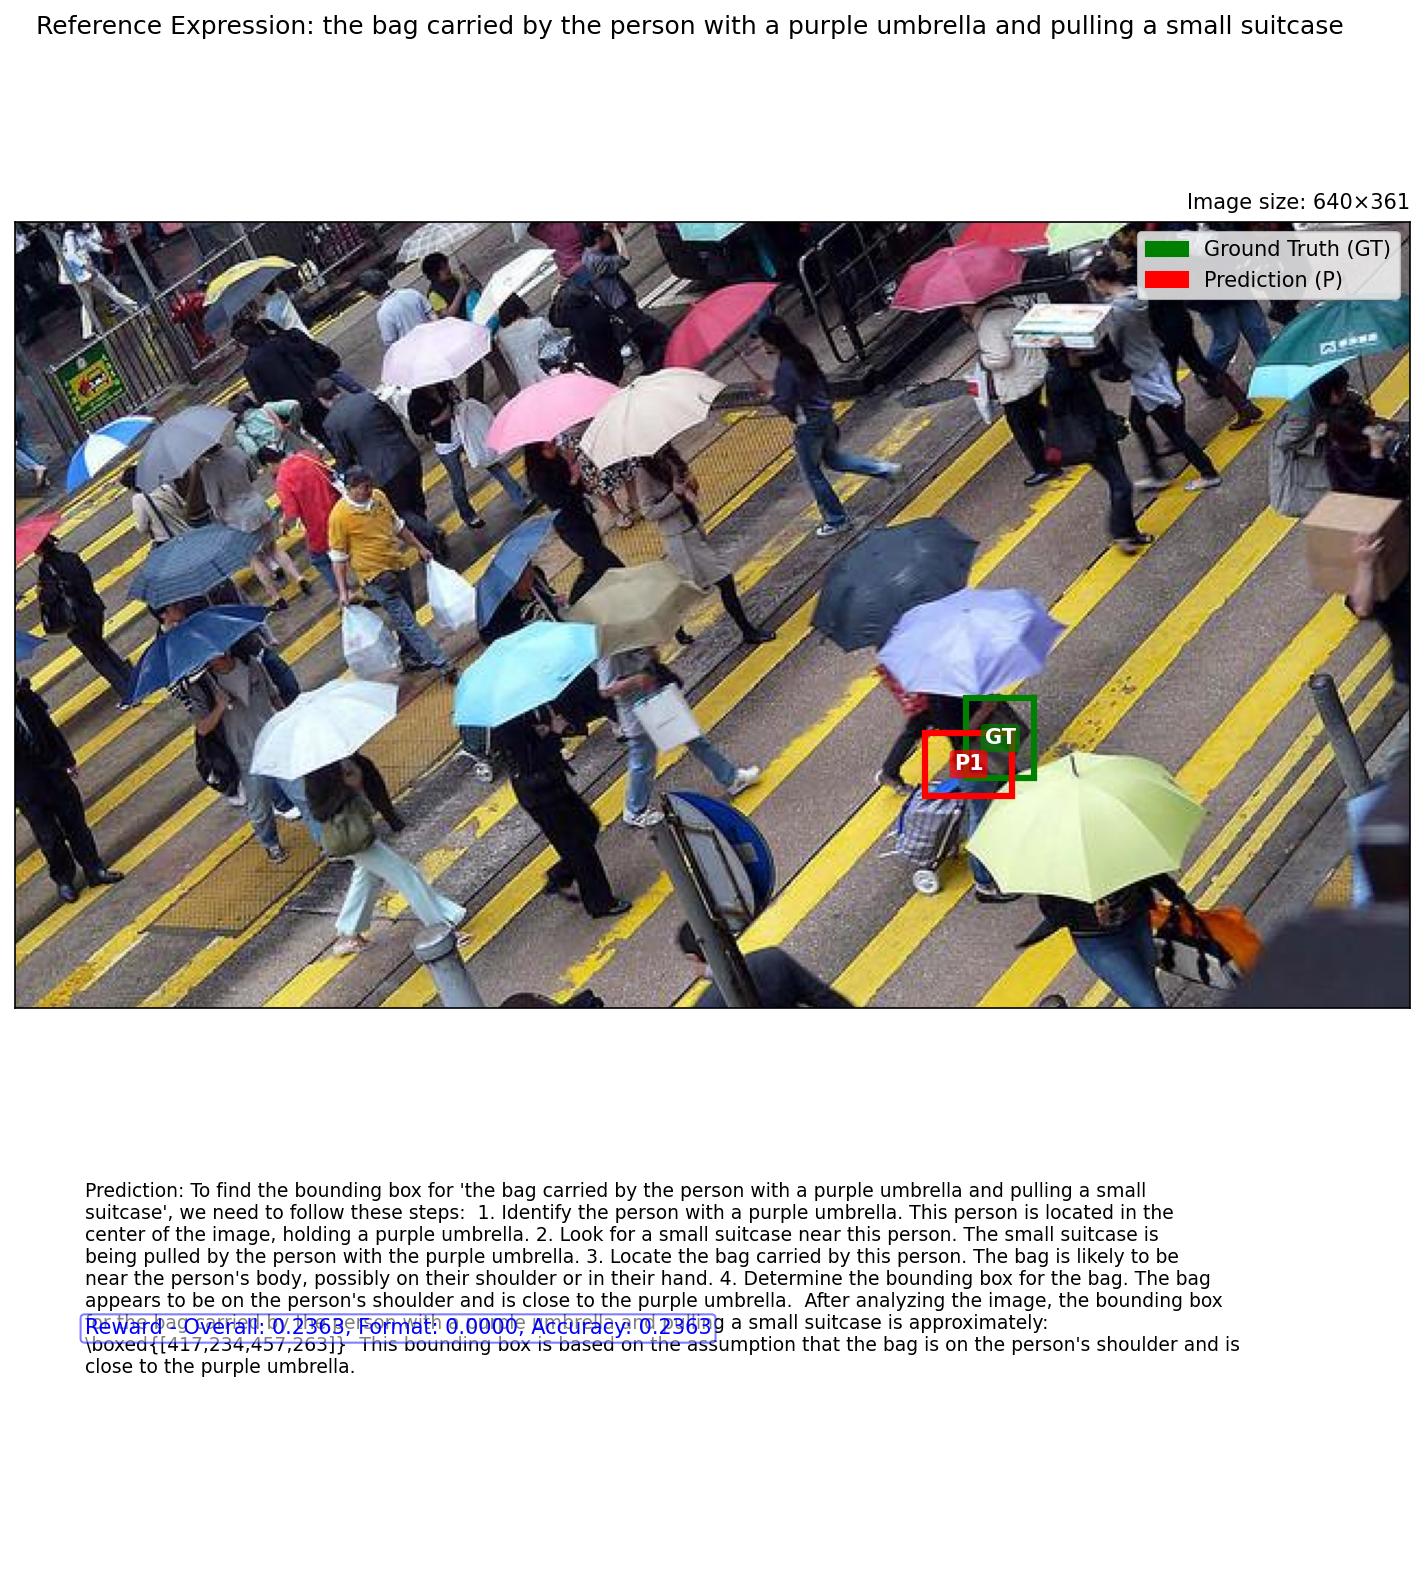 Reference Expression: the bag carried by the person with a purple umbrella and pulling a small suitcase
Image size: 640×361
Ground Truth (GT)
Prediction (P)
GT
P1
Prediction: To find the bounding box for 'the bag carried by the person with a purple umbrella and pulling a small
suitcase', we need to follow these steps:  1. Identify the person with a purple umbrella. This person is located in the
center of the image, holding a purple umbrella. 2. Look for a small suitcase near this person. The small suitcase is
being pulled by the person with the purple umbrella. 3. Locate the bag carried by this person. The bag is likely to be
near the person's body, possibly on their shoulder or in their hand. 4. Determine the bounding box for the bag. The bag
appears to be on the person's shoulder and is close to the purple umbrella.  After analyzing the image, the bounding box
for the bag carried by the person with a purple umbrella and pulling a small suitcase is approximately:
Reward - Overall: 0.2363, Format: 0.0000, Accuracy: 0.2363
\boxed{[417,234,457,263]}  This bounding box is based on the assumption that the bag is on the person's shoulder and is
close to the purple umbrella.